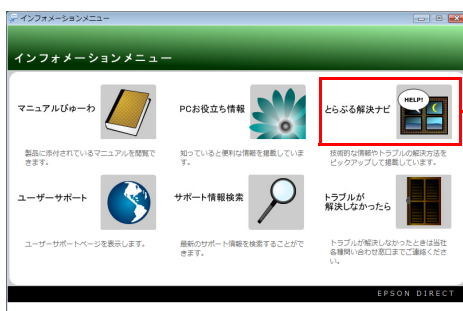 インフォメーションメニュー
インフォメーションメニュー
マニュアルびゅーわ
製品に添付されているマニュアルを閲覧で
きます。
PCお役立ち情報
知っていると便利な情報を掲載していま
す。
とらぶる解決ナビ
HELP!
技術的な情報やトラブルの解決方法を
ピックアップして掲載しています。
ユーザーサポート
ユーザーサポートページを表示します。
サポート情報検索
最新のサポート情報を検索することがで
きます。
トラブルが
解決しなかったら
トラブルが解決しなかったときは当社
各種問い合わせ窓口までご連絡くださ
い。
EPSON DIRECT